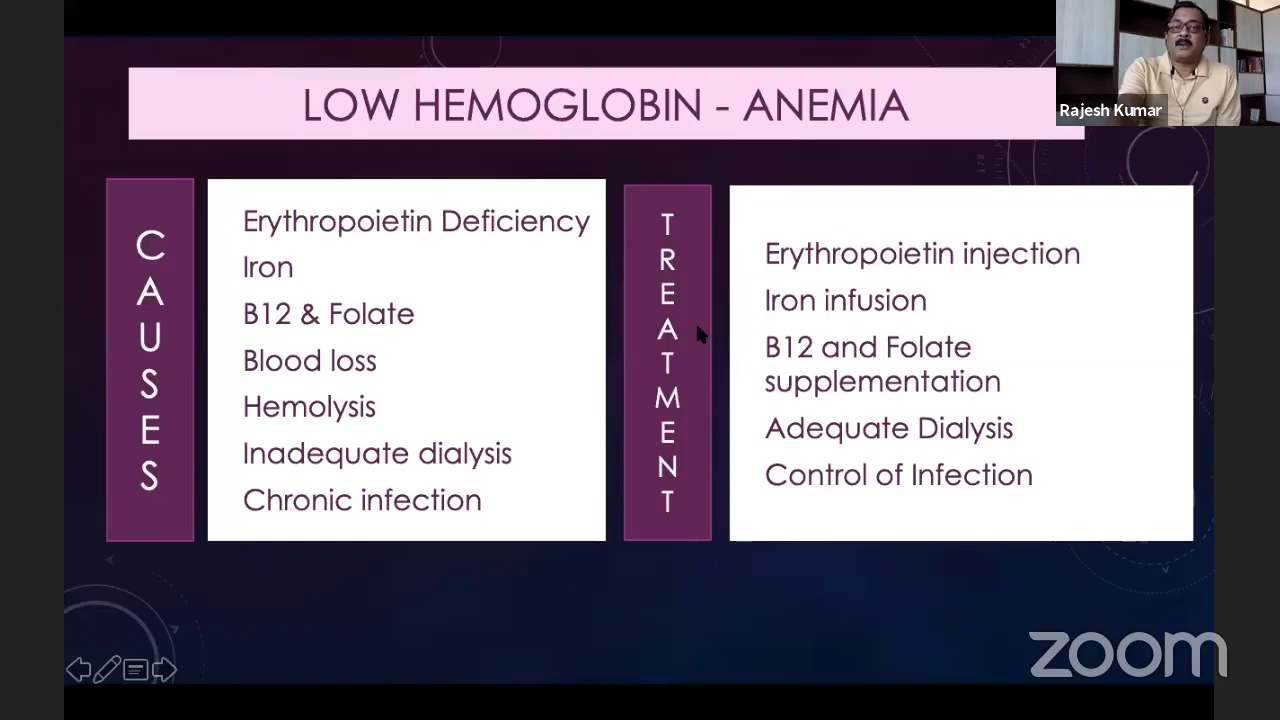 LOW HEMOGLOBIN - ANEMIA
Rajesh Kumar
CAUSES
Erythropoietin Deficiency
Iron
B12 & Folate
Blood loss
Hemolysis
Inadequate dialysis
Chronic infection
TREATMENT
Erythropoietin injection
Iron infusion
B12 and Folate
supplementation
Adequate Dialysis
Control of Infection
zoom